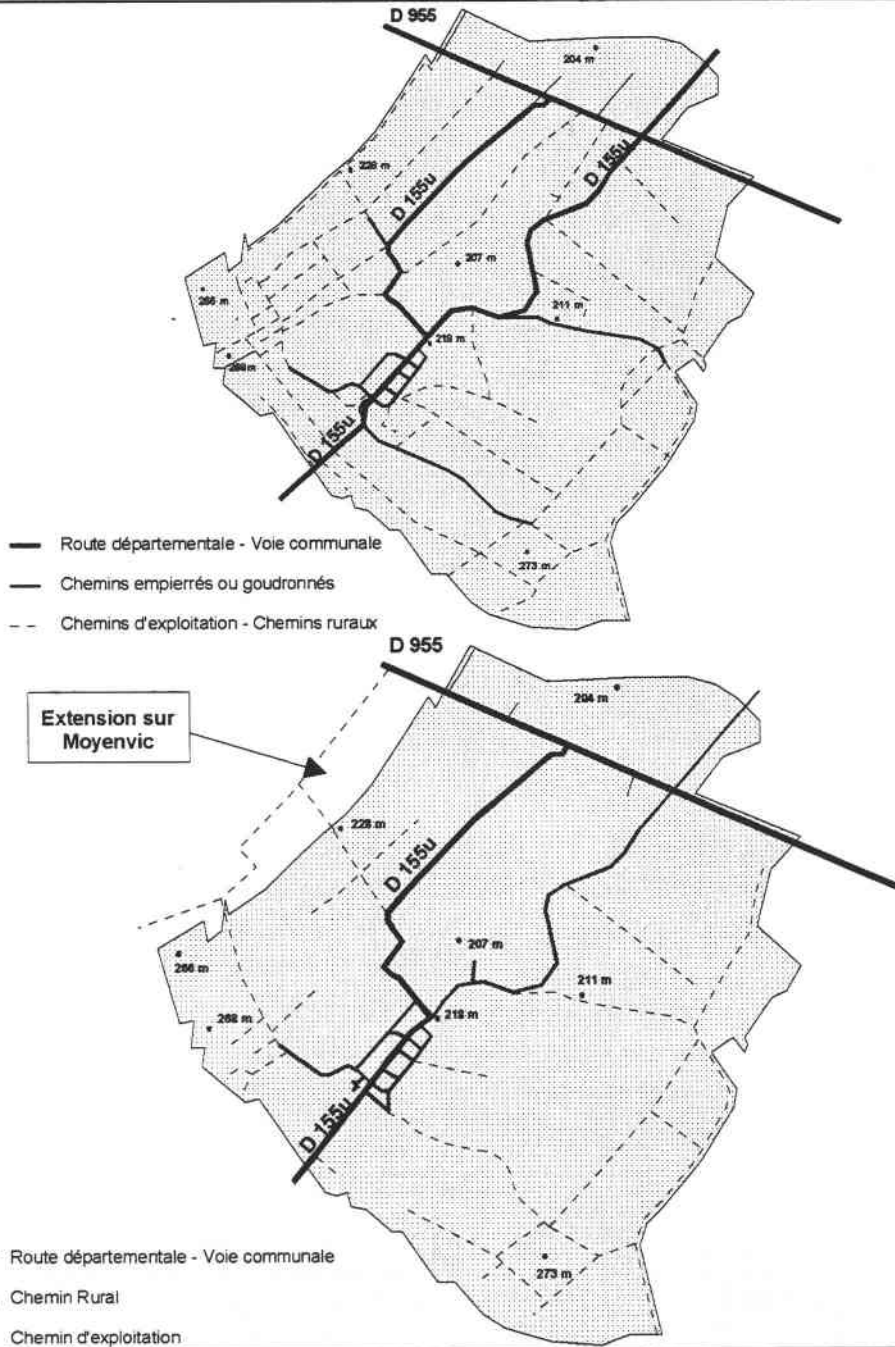 D 955
204 m
228 m
D 155u
D 155u
207 m
266 m
211 m
219 m
268 m
D 155u
273 m
Route départementale - Voie communale
Chemins empierrés ou goudronnés
Chemins d'exploitation - Chemins ruraux
D 955
Extension sur
Moyenvic
204 m
228 m
D 155u
207 m
266 m
211 m
268 m
219 m
D 155u
273 m
Route départementale - Voie communale
Chemin Rural
Chemin d'exploitation